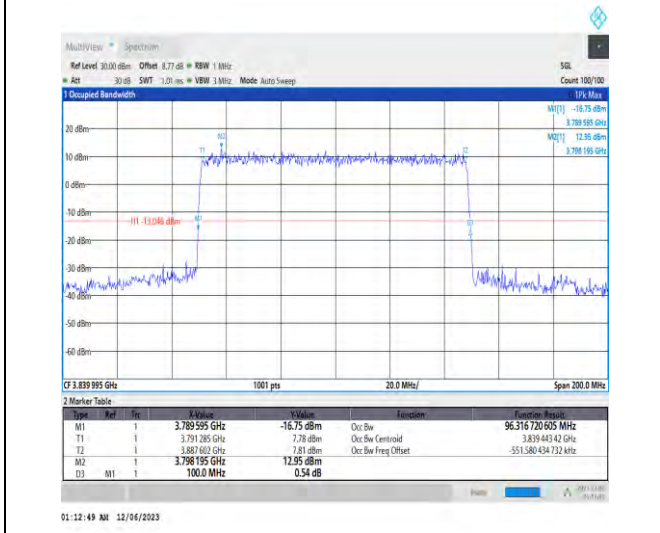 MultiView Spectrum
Ref Level 30.00 dBm Offset 8.77 dB RBW 1 MHz SGL
Att 30 dB SWT 1.01 ms VBW 3 MHz Mode Auto Sweep Count 100/100
1 Occupied Bandwidth 1Pk Max
M1[1] -16.75 dBm
3.789 595 GHz
M2[1] 12.95 dBm
3.798 195 GHz
20 dBm
M2
T1 T2
10 dBm
0 dBm
-10 dBm
H1 -13.046 dBm M1 D3
-20 dBm
-30 dBm
-40 dBm
-50 dBm
-60 dBm
CF 3.839 995 GHz 1001 pts 20.0 MHz/ Span 200.0 MHz
2 Marker Table
Type Ref Trc X-Value Y-Value Function Function Result
M1 1 3.789 595 GHz -16.75 dBm Occ Bw 96.316 720 605 MHz
T1 1 3.791 285 GHz 7.78 dBm Occ Bw Centroid 3.839 443 42 GHz
T2 1 3.887 602 GHz 7.81 dBm Occ Bw Freq Offset -551.580 434 732 kHz
M2 1 3.798 195 GHz 12.95 dBm
D3 M1 1 100.0 MHz 0.54 dB
01:12:49 AM 12/06/2023